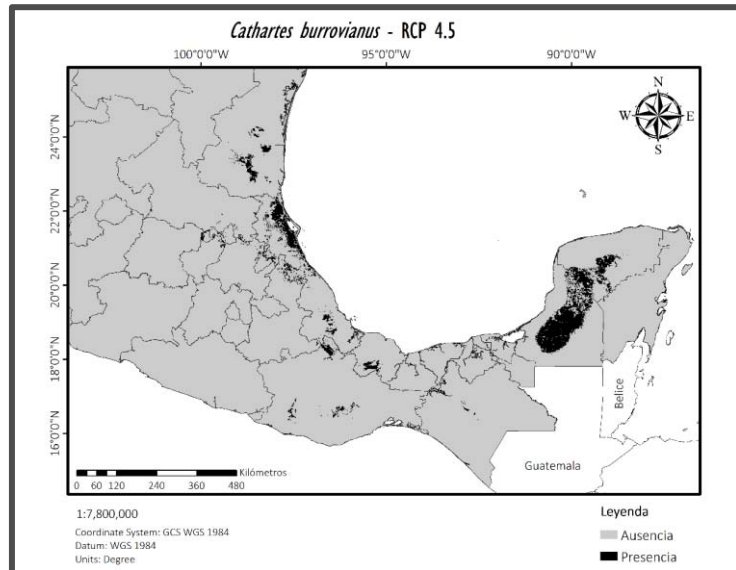 Cathartes burrovianus - RCP 4.5
100°0'0"W 95°0'0"W 90°0'0"W
N
W E
S
24°0'0"N
22°0'0"N
20°0'0"N
18°0'0"N
16°0'0"N
Belice
Guatemala
Kilómetros
0 60 120 240 360 480
1:7,800,000
Coordinate System: GCS WGS 1984
Datum: WGS 1984
Units: Degree
Leyenda
Ausencia
Presencia